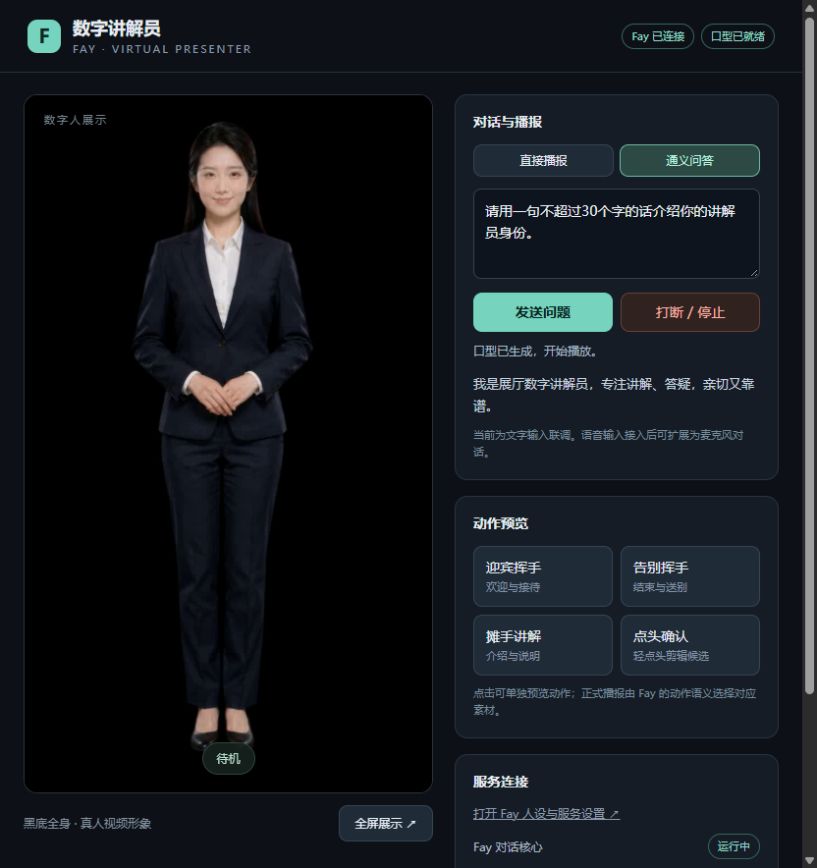 F
数字讲解员
FAY · VIRTUAL PRESENTER
Fay 已连接
口型已就绪
数字人展示
待机
黑底全身 · 真人视频形象
全屏展示 ↗
对话与播报
直接播报
通义问答
请用一句不超过30个字的话介绍你的讲解
员身份。
发送问题
打断 / 停止
口型已生成，开始播放。
我是展厅数字讲解员，专注讲解、答疑，亲切又靠
谱。
当前为文字输入联调。语音输入接入后可扩展为麦克风对
话。
动作预览
迎宾挥手
欢迎与接待
告别挥手
结束与送别
摊手讲解
介绍与说明
点头确认
轻点头剪辑候选
点击可单独预览动作；正式播报由 Fay 的动作语义选择对应
素材。
服务连接
打开 Fay 人设与服务设置 ↗
Fay 对话核心
运行中